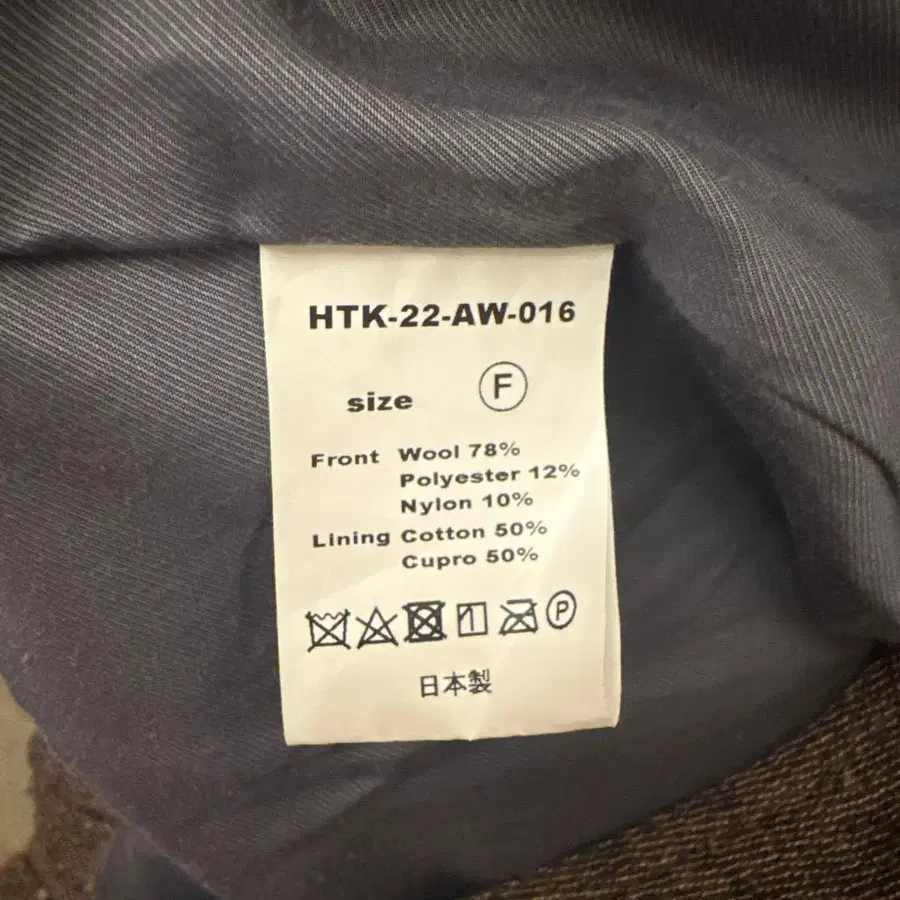 HTK-22-AW-016
size F
Front Wool 78%
Polyester 12%
Nylon 10%
Lining Cotton 50%
Cupro 50%
P
日本製